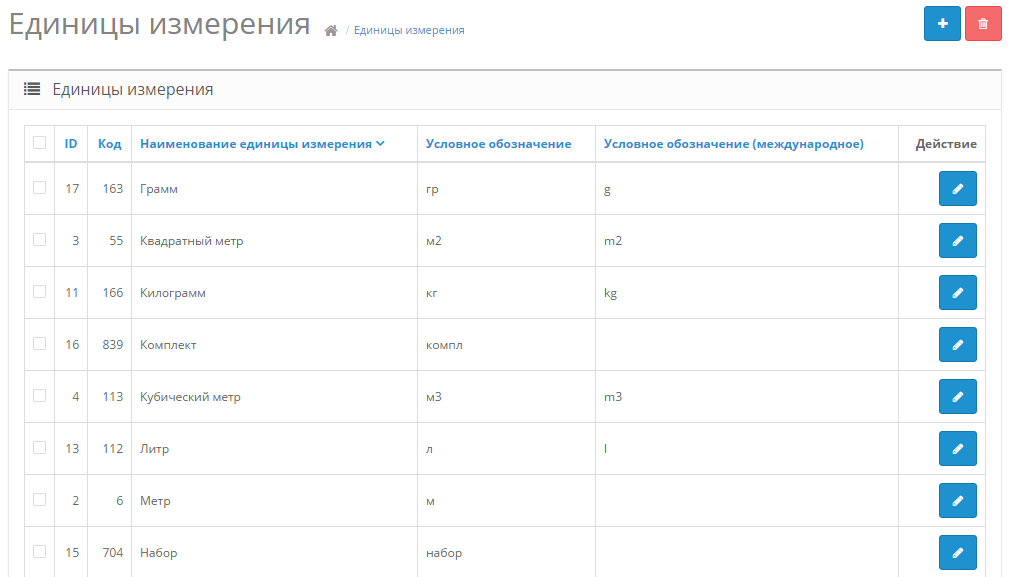 Единицы измерения / Единицы измерения
Единицы измерения
ID Код Наименование единицы измерения Условное обозначение Условное обозначение (международное) Действие
17 163 Грамм гр g
3 55 Квадратный метр м2 m2
11 166 Килограмм кг kg
16 839 Комплект компл
4 113 Кубический метр м3 m3
13 112 Литр л l
2 6 Метр м
15 704 Набор набор